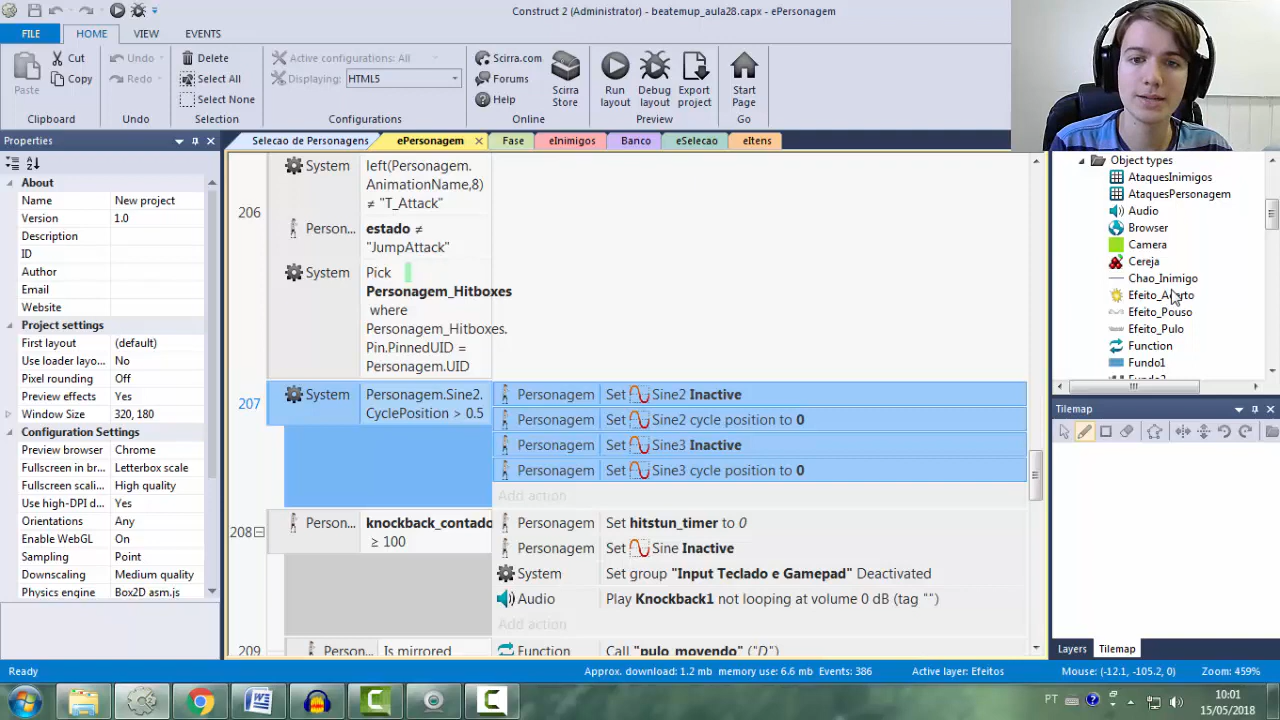 Construct 2 (Administrator) - beatemup_aula28.capx - ePersonagem
FILE HOME VIEW EVENTS
Paste Cut Copy
Clipboard
Undo Redo
Undo
Delete
Select All
Select None
Selection
Active configurations: All
Displaying: HTML5
Configurations
Scirra.com
Forums
Help
Scirra Store
Online
Run layout
Debug layout
Export project
Preview
Start Page
Go
Properties
Selecao de Personagens ePersonagem Fase eInimigos Banco eSelecao eItens
About
Name New project
Version 1.0
Description
ID
Author
Email
Website
Project settings
First layout (default)
Use loader layo... No
Pixel rounding Off
Preview effects Yes
Window Size 320, 180
Configuration Settings
Preview browser Chrome
Fullscreen in br... Letterbox scale
Fullscreen scali... High quality
Use high-DPI d... Yes
Orientations Any
Enable WebGL On
Sampling Point
Downscaling Medium quality
Physics engine Box2D asm.js
206
System left(Personagem.
AnimationName,8)
≠ "T_Attack"
Person... estado ≠
"JumpAttack"
System Pick
Personagem_Hitboxes
where
Personagem_Hitboxes.
Pin.PinnedUID =
Personagem.UID
207
System Personagem.Sine2.
CyclePosition > 0.5
Personagem Set Sine2 Inactive
Personagem Set Sine2 cycle position to 0
Personagem Set Sine3 Inactive
Personagem Set Sine3 cycle position to 0
Add action
208
Person... knockback_contado
≥ 100
Personagem Set hitstun_timer to 0
Personagem Set Sine Inactive
System Set group "Input Teclado e Gamepad" Deactivated
Audio Play Knockback1 not looping at volume 0 dB (tag "")
Add action
209 Person... Is mirrored Function Call "pulo_movendo" ("D")
Object types
AtaquesInimigos
AtaquesPersonagem
Audio
Browser
Camera
Cereja
Chao_Inimigo
Efeito_Pouso
Efeito_Pulo
Function
Fundo1
Fundo2
Tilemap
Layers Tilemap
Ready
Approx. download: 1.2 mb
memory use: 6.6 mb
Events: 386
Active layer: Efeitos
Mouse: (-12.1, -105.2, 0)
Zoom: 459%
PT
10:01
15/05/2018